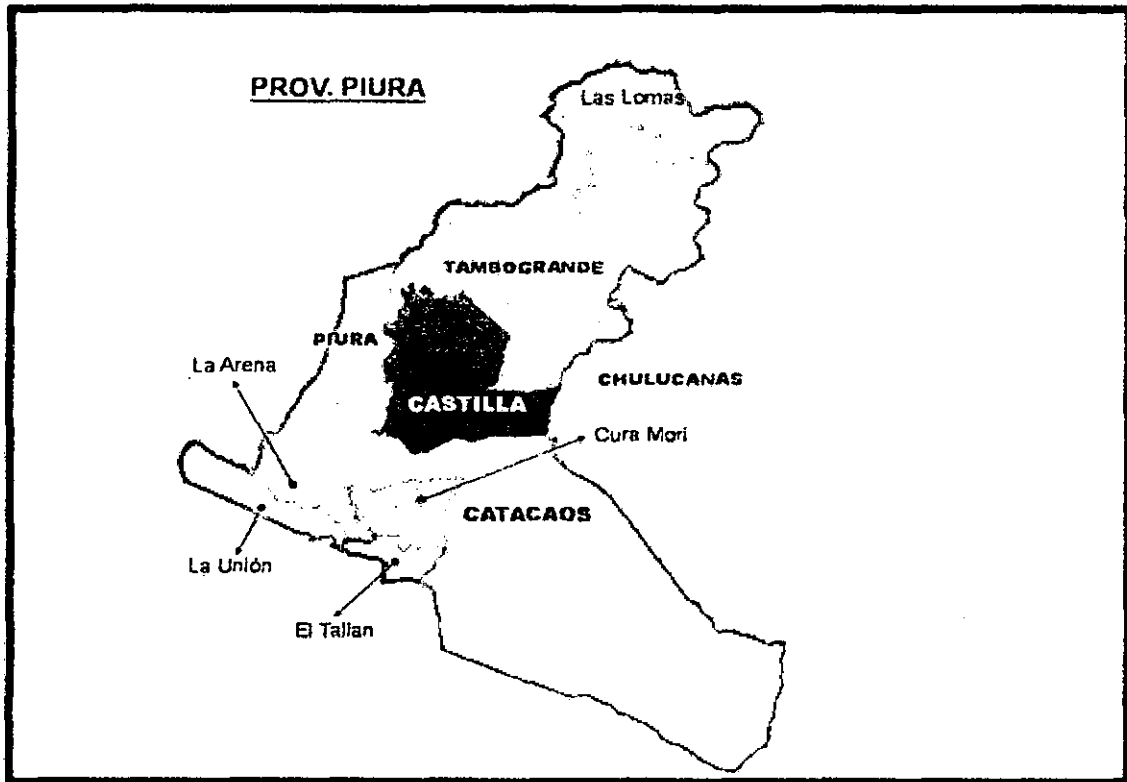 PROV. PIURA
Las Lomas
TAMBOGRANDE
PIURA
La Arena
CHULUCANAS
CASTILLA
Cura Mori
CATACAOS
La Unión
El Tallan